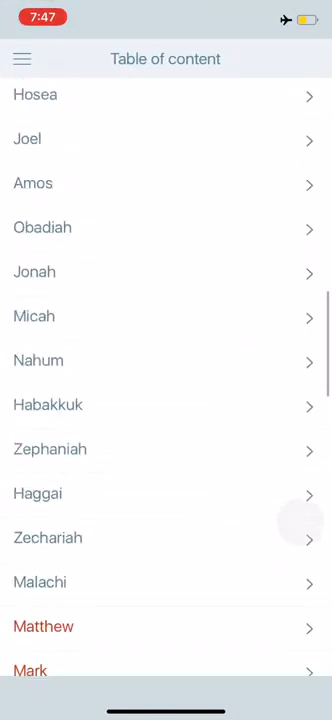 7:47
Table of content
Hosea
Joel
Amos
Obadiah
Jonah
Micah
Nahum
Habakkuk
Zephaniah
Haggai
Zechariah
Malachi
Matthew
Mark